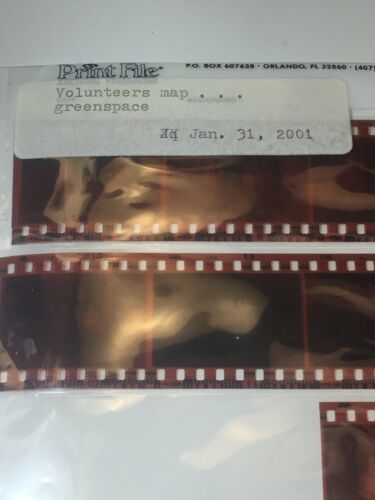 Print File
P.O. BOX 607638 • ORLANDO, FL 32860 • (407)
Volunteers map . . .
greenspace
Jan. 31, 2001